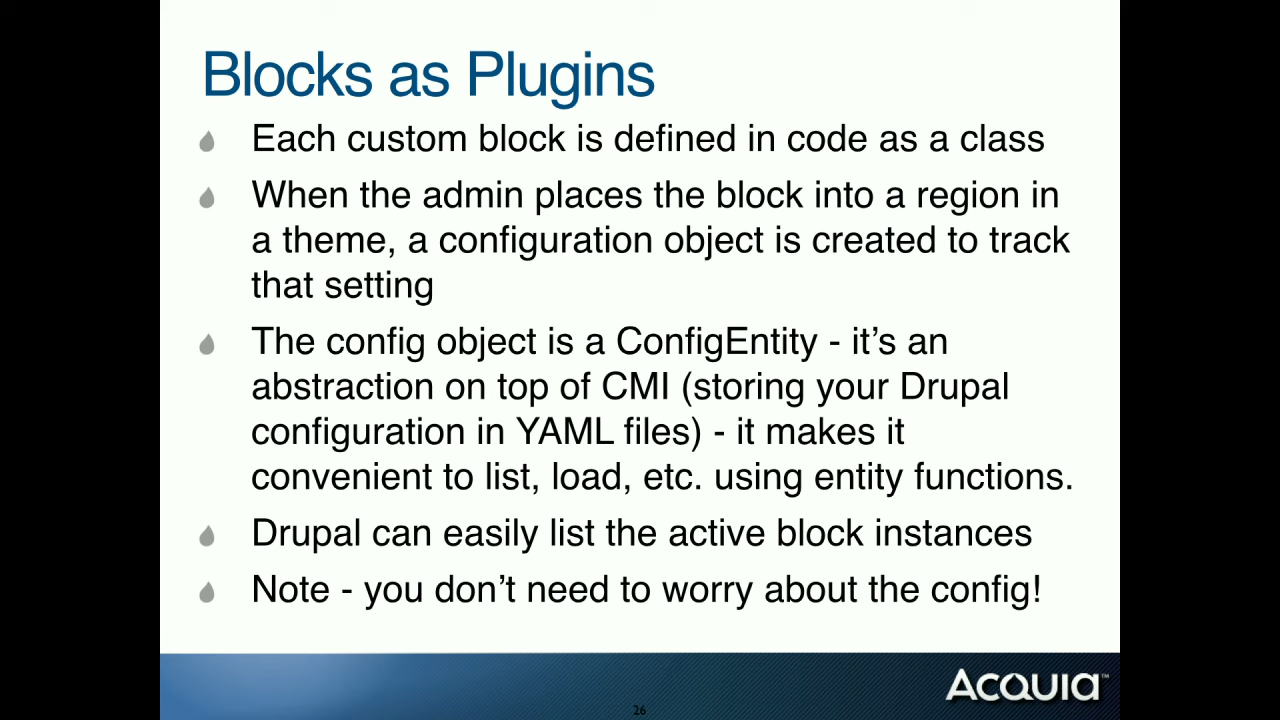 Blocks as Plugins
Each custom block is defined in code as a class
When the admin places the block into a region in
a theme, a configuration object is created to track
that setting
The config object is a ConfigEntity - it’s an
abstraction on top of CMI (storing your Drupal
configuration in YAML files) - it makes it
convenient to list, load, etc. using entity functions.
Drupal can easily list the active block instances
Note - you don’t need to worry about the config!
ACQUIA™
26